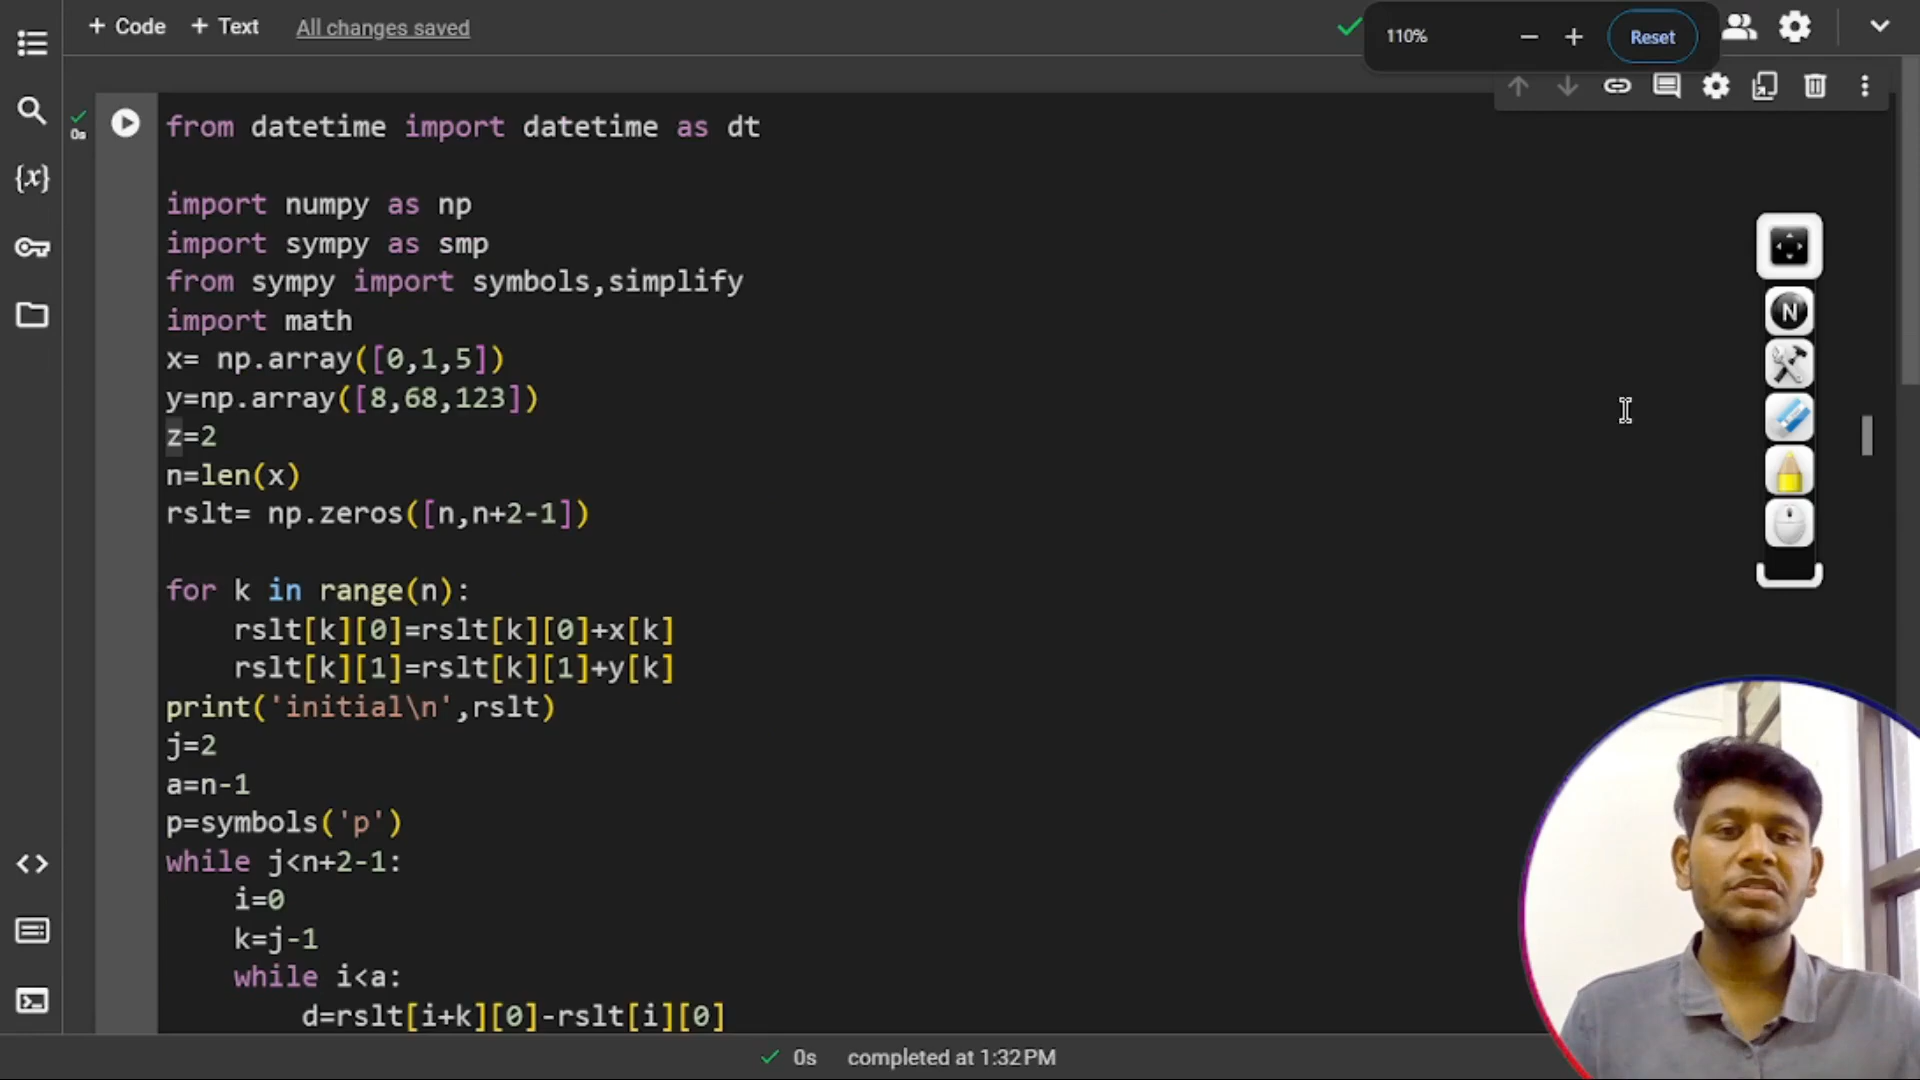 + Code + Text All changes saved
110% − + Reset
0s
{x}
from datetime import datetime as dt
import numpy as np
import sympy as smp
from sympy import symbols,simplify
import math
x= np.array([0,1,5])
y=np.array([8,68,123])
z=2
n=len(x)
rslt= np.zeros([n,n+2-1])
for k in range(n):
    rslt[k][0]=rslt[k][0]+x[k]
    rslt[k][1]=rslt[k][1]+y[k]
print('initial\n',rslt)
j=2
a=n-1
p=symbols('p')
while j<n+2-1:
    i=0
    k=j-1
    while i<a:
        d=rslt[i+k][0]-rslt[i][0]
N
0s completed at 1:32 PM